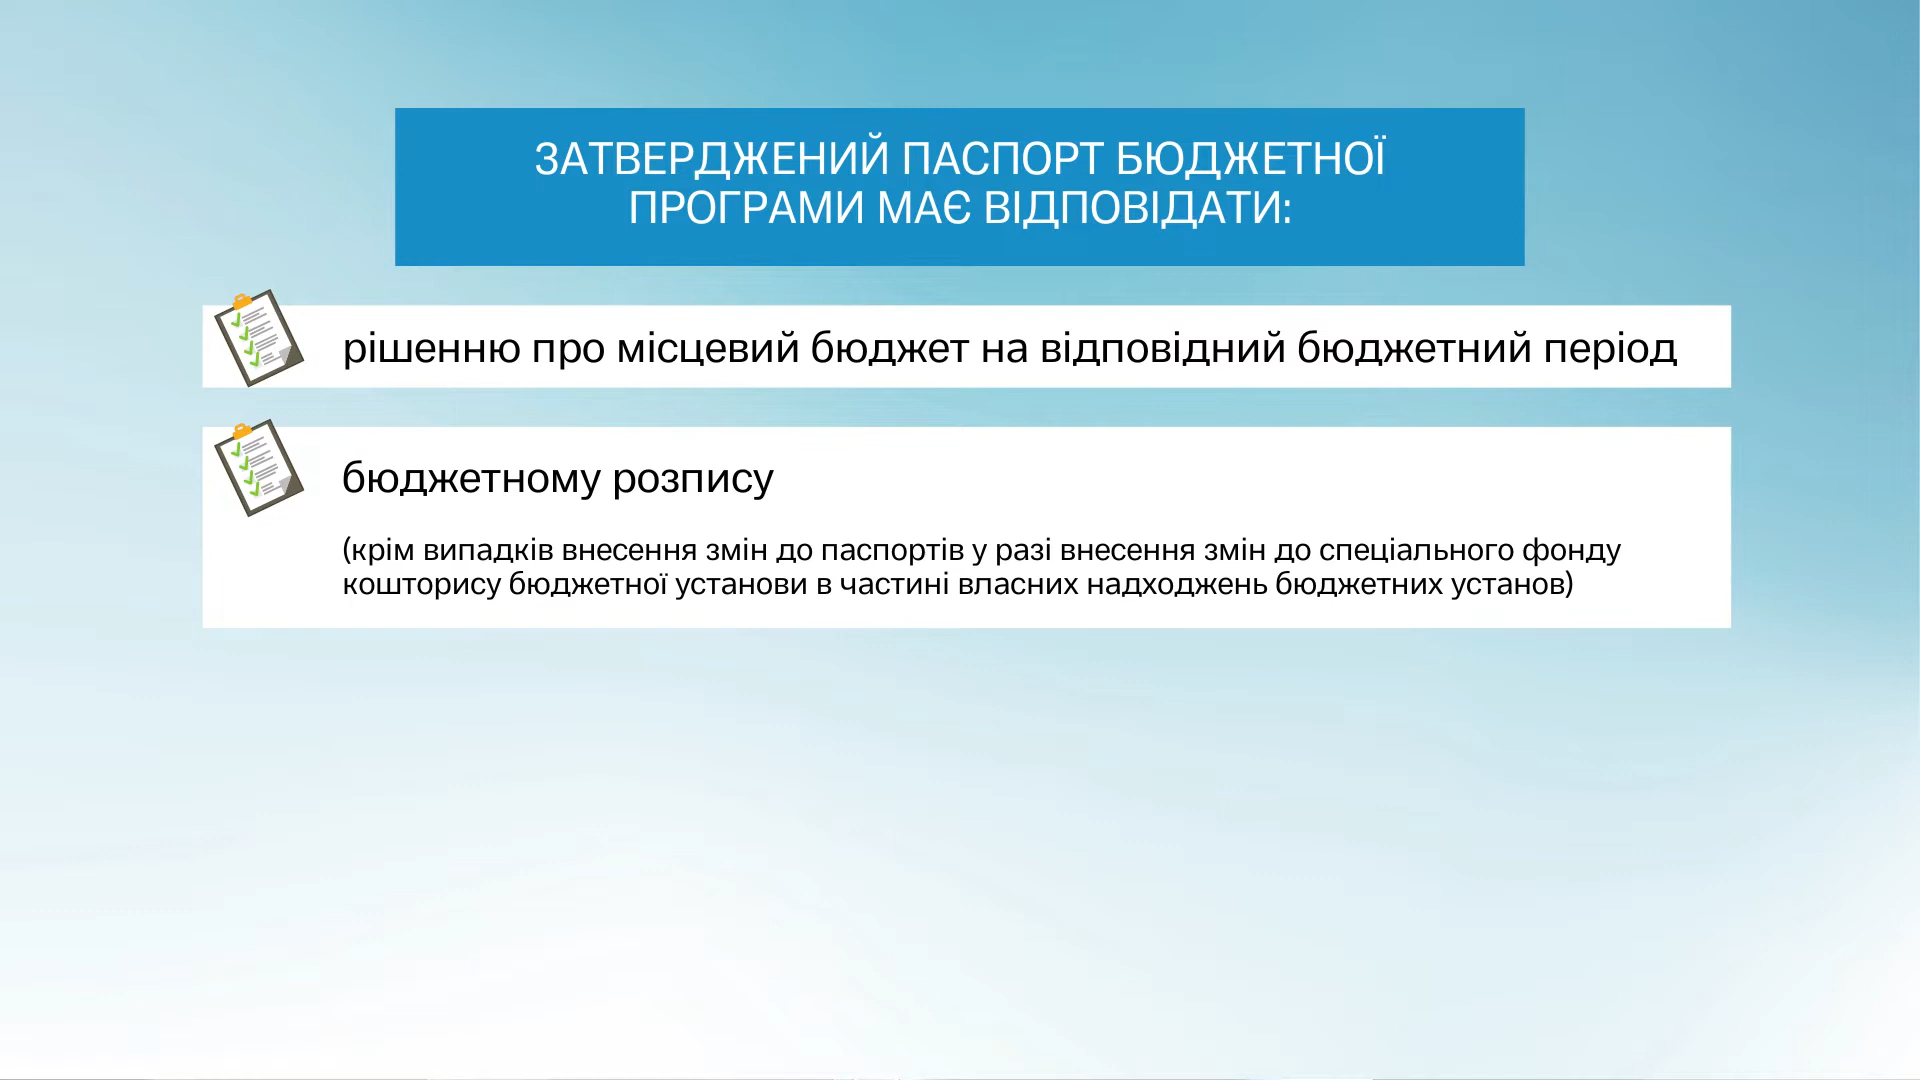 ЗАТВЕРДЖЕНИЙ ПАСПОРТ БЮДЖЕТНОЇ
ПРОГРАМИ МАЄ ВІДПОВІДАТИ:
рішенню про місцевий бюджет на відповідний бюджетний період
бюджетному розпису
(крім випадків внесення змін до паспортів у разі внесення змін до спеціального фонду
кошторису бюджетної установи в частині власних надходжень бюджетних установ)